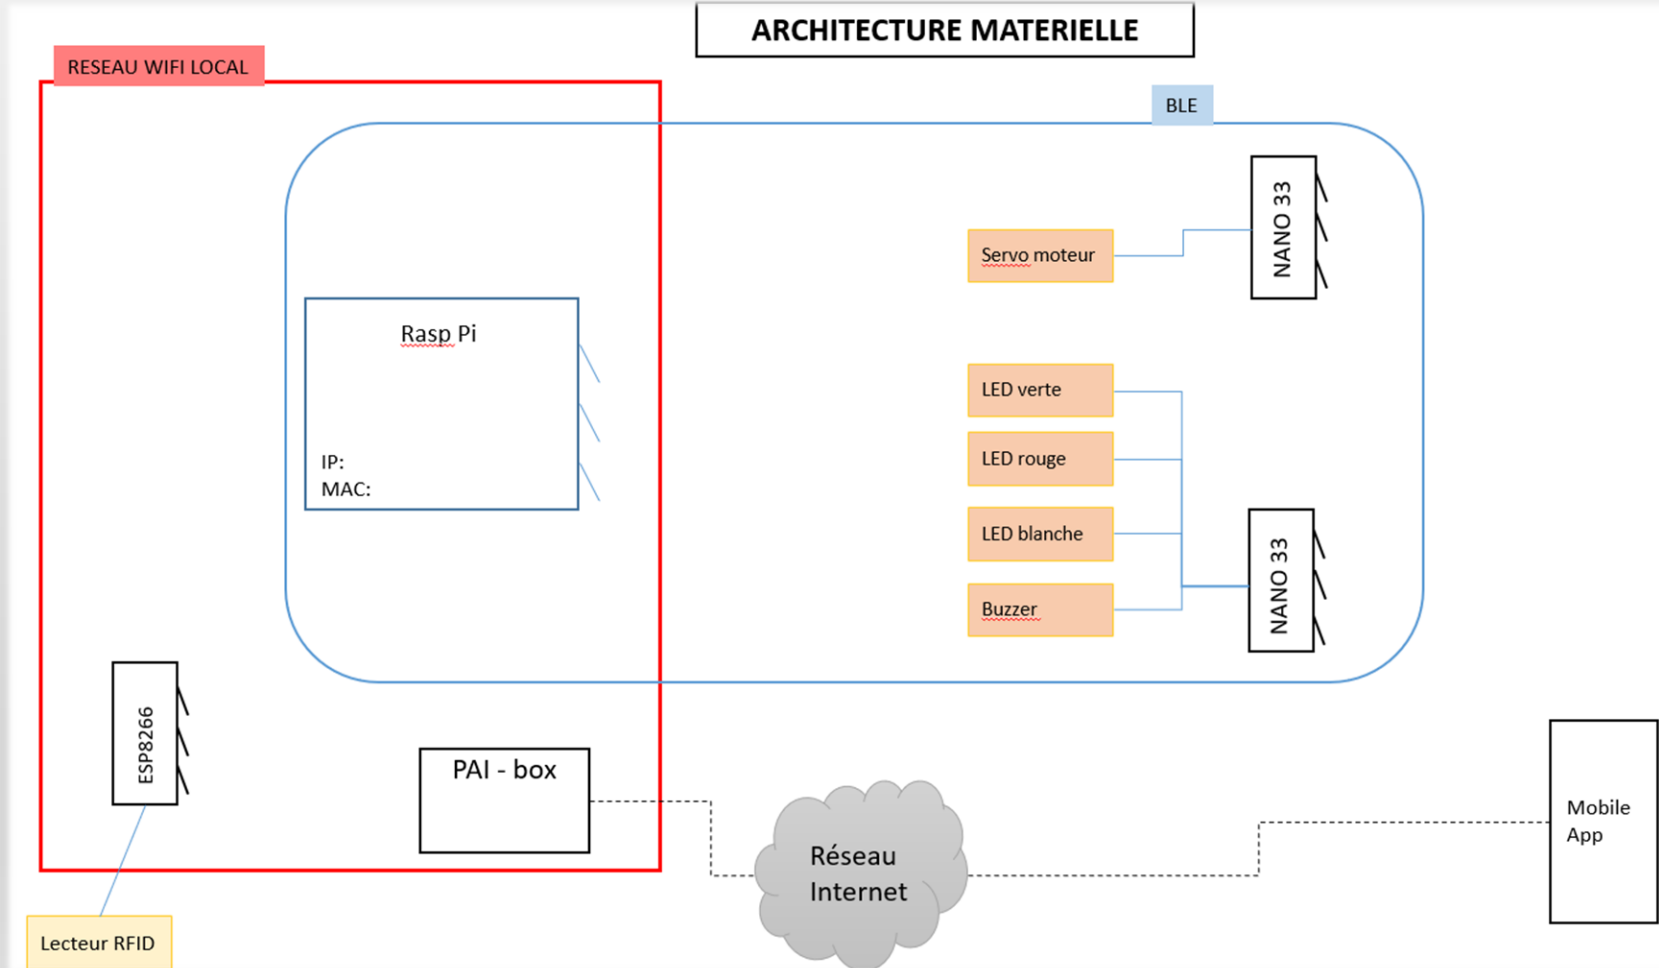 ARCHITECTURE MATERIELLE
RESEAU WIFI LOCAL
BLE
NANO 33
Servo moteur
Rasp Pi
LED verte
LED rouge
IP:
MAC:
LED blanche
NANO 33
Buzzer
ESP8266
PAI - box
Mobile
App
Réseau
Internet
Lecteur RFID